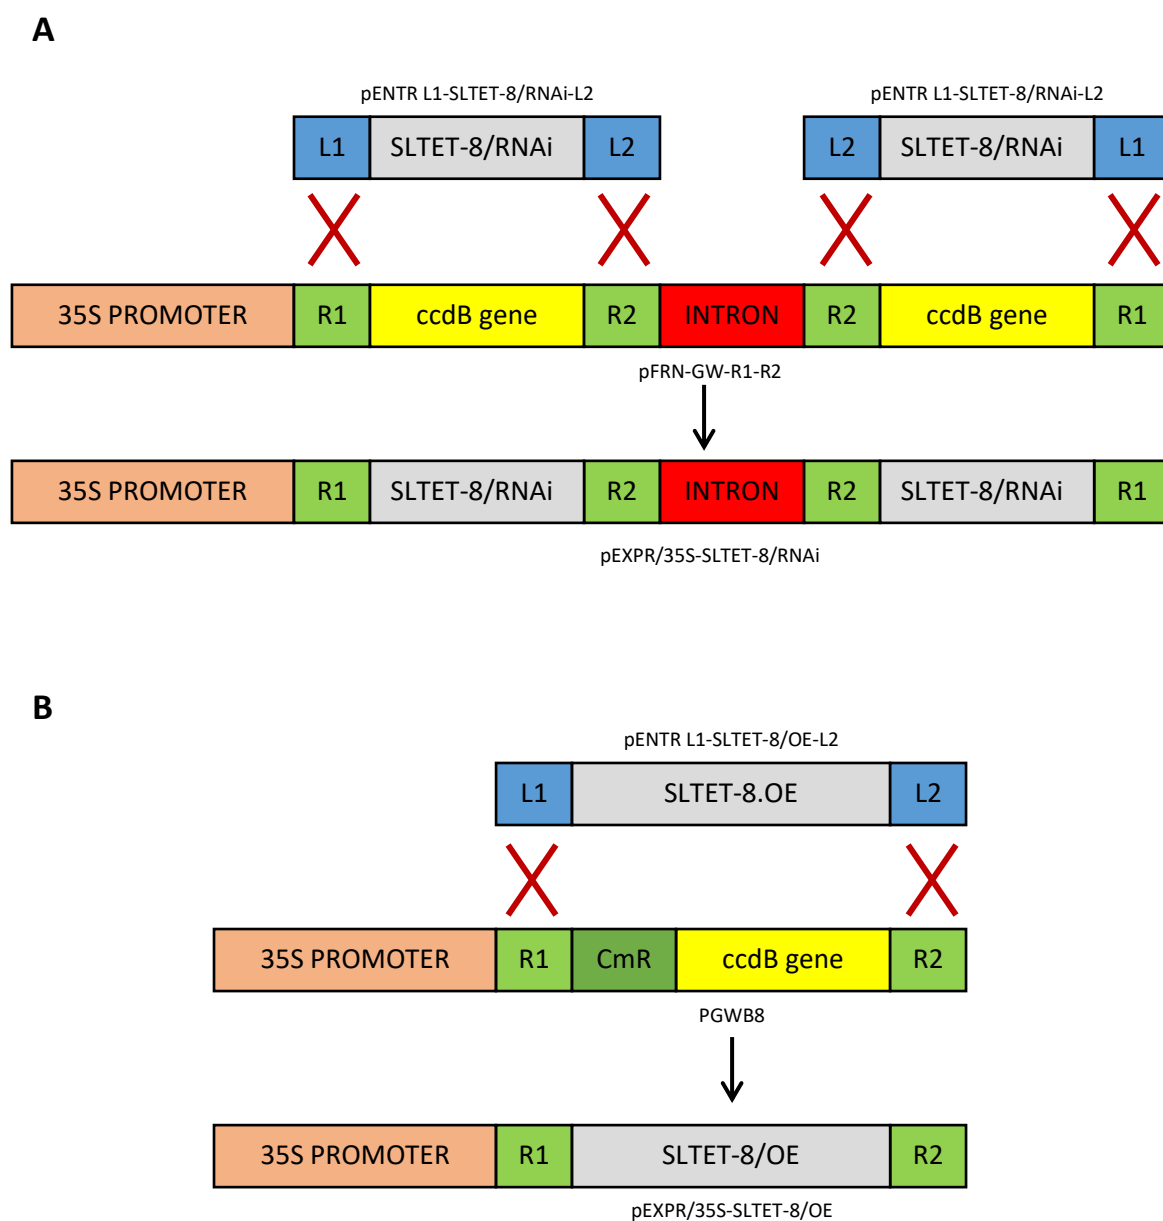 A
pENTR L1-SLTET-8/RNAi-L2 pENTR L1-SLTET-8/RNAi-L2
L1 SLTET-8/RNAi L2 L2 SLTET-8/RNAi L1
35S PROMOTER R1 ccdB gene R2 INTRON R2 ccdB gene R1
pFRN-GW-R1-R2
35S PROMOTER R1 SLTET-8/RNAi R2 INTRON R2 SLTET-8/RNAi R1
pEXPR/35S-SLTET-8/RNAi
B
pENTR L1-SLTET-8/OE-L2
L1 SLTET-8.OE L2
35S PROMOTER R1 CmR ccdB gene R2
PGWB8
35S PROMOTER R1 SLTET-8/OE R2
pEXPR/35S-SLTET-8/OE